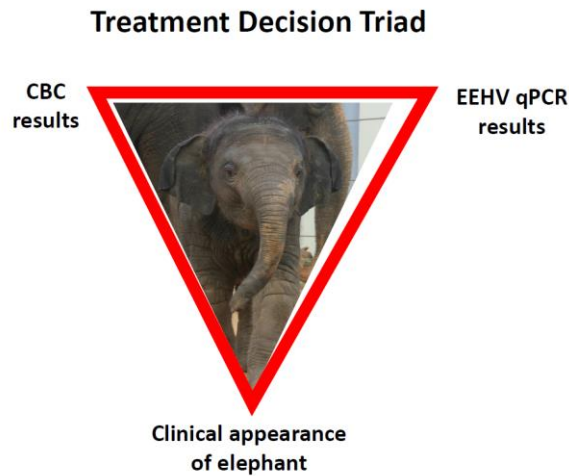 Treatment Decision Triad
CBC
results
EEHV qPCR
results
Clinical appearance
of elephant